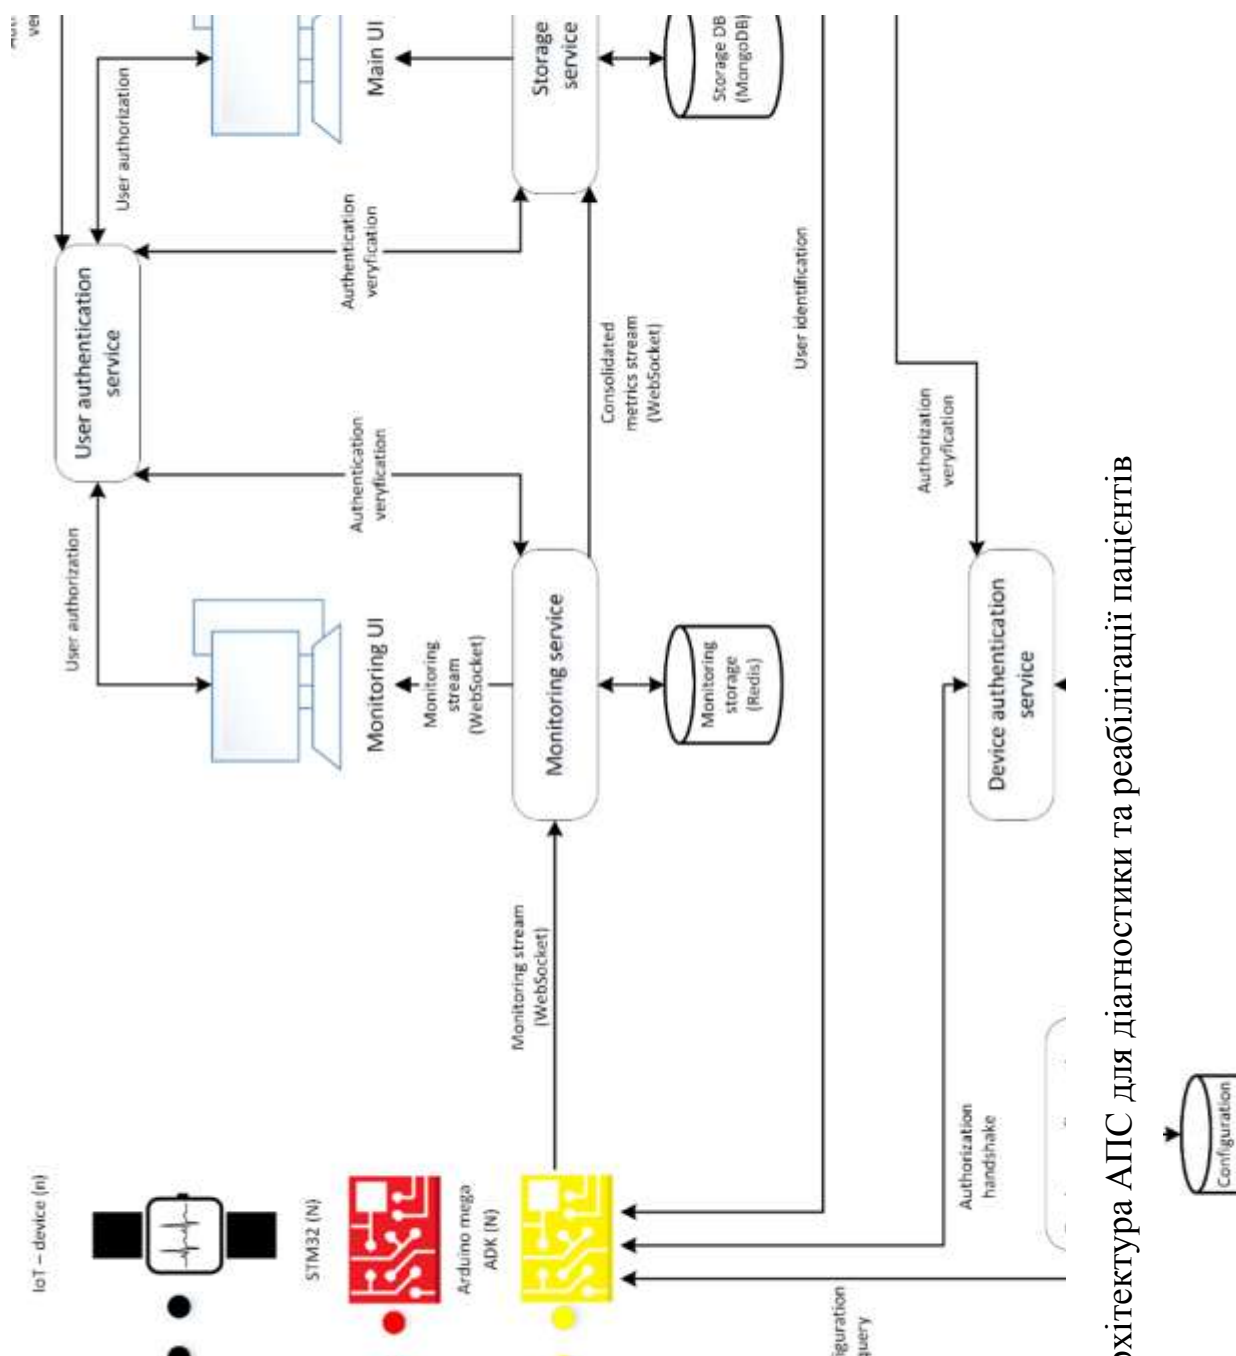 IoT – device (n)
STM32 (N)
Arduino mega
ADK (N)
User authorization
User authentication
service
User authorization
Monitoring UI
Main UI
Authentication
veryfication
Authentication
veryfication
Monitoring
stream
(WebSocket)
Monitoring stream
(WebSocket)
Monitoring service
Storage
service
Consolidated
metrics stream
(WebSocket)
Monitoring
storage
(Redis)
Storage DB
(MongoDB)
User identification
Authorization
veryfication
Authorization
handshake
Device authentication
service
iguration
query
Configuration
рхітектура АПС для діагностики та реабілітації пацієнтів